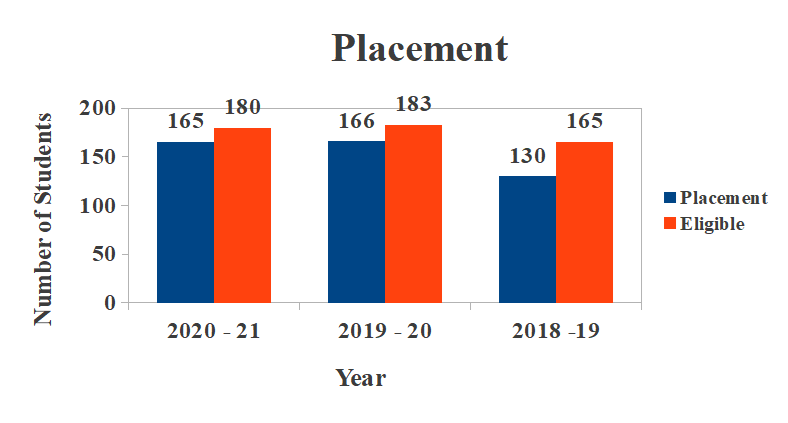 Placement
Number of Students
200
150
100
50
0
165
180
166
183
130
165
2020 - 21
2019 - 20
2018 -19
Year
Placement
Eligible